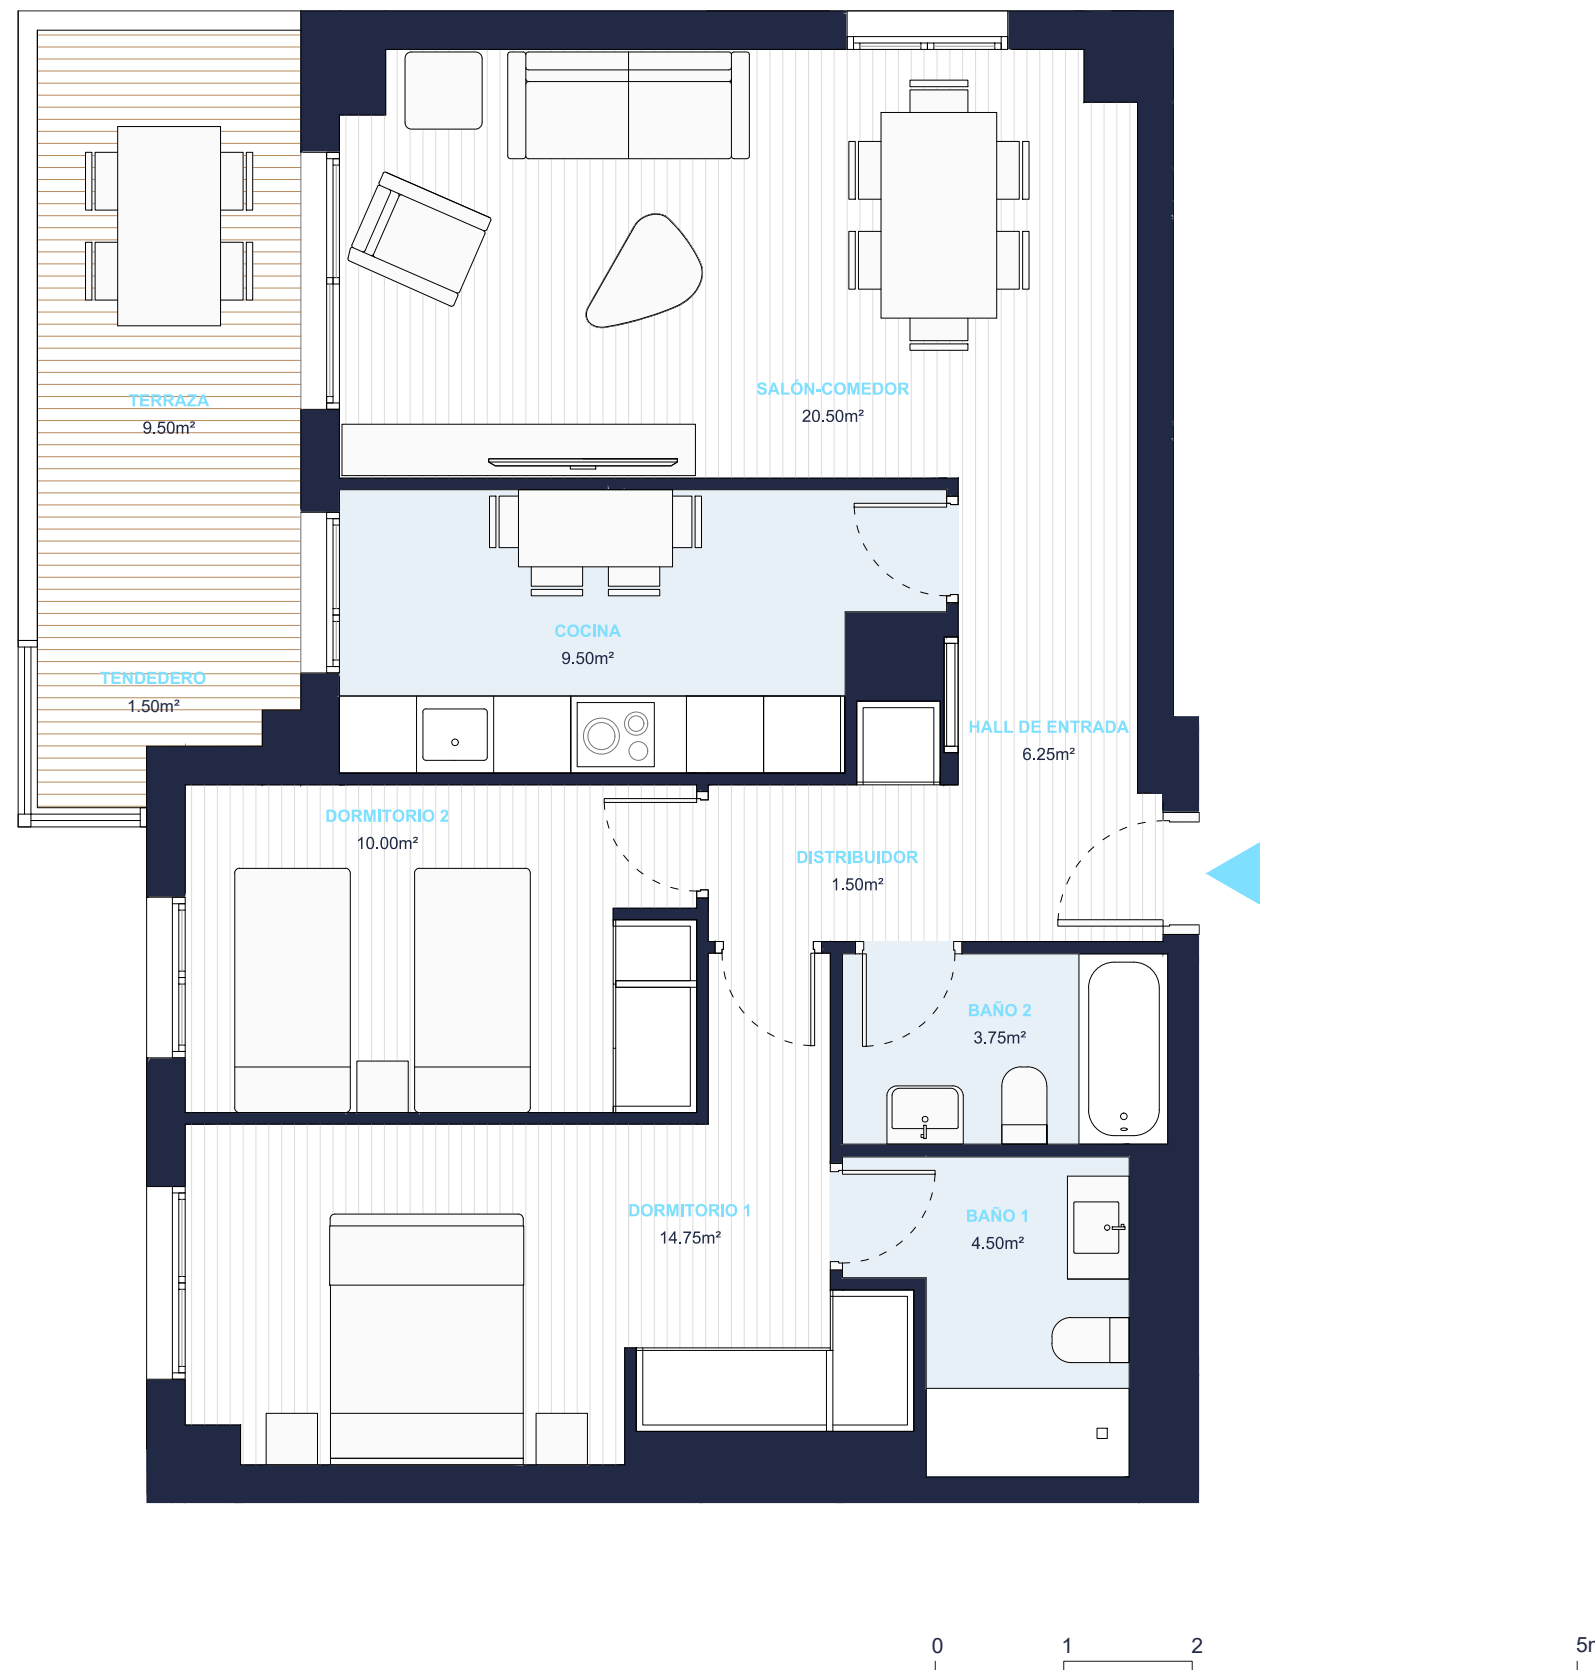 SALÓN-COMEDOR
20.50m²
TERRAZA
9.50m²
COCINA
9.50m²
TENDEDERO
1.50m²
HALL DE ENTRADA
6.25m²
DORMITORIO 2
10.00m²
DISTRIBUIDOR
1.50m²
BAÑO 2
3.75m²
DORMITORIO 1
14.75m²
BAÑO 1
4.50m²
0 1 2 5m